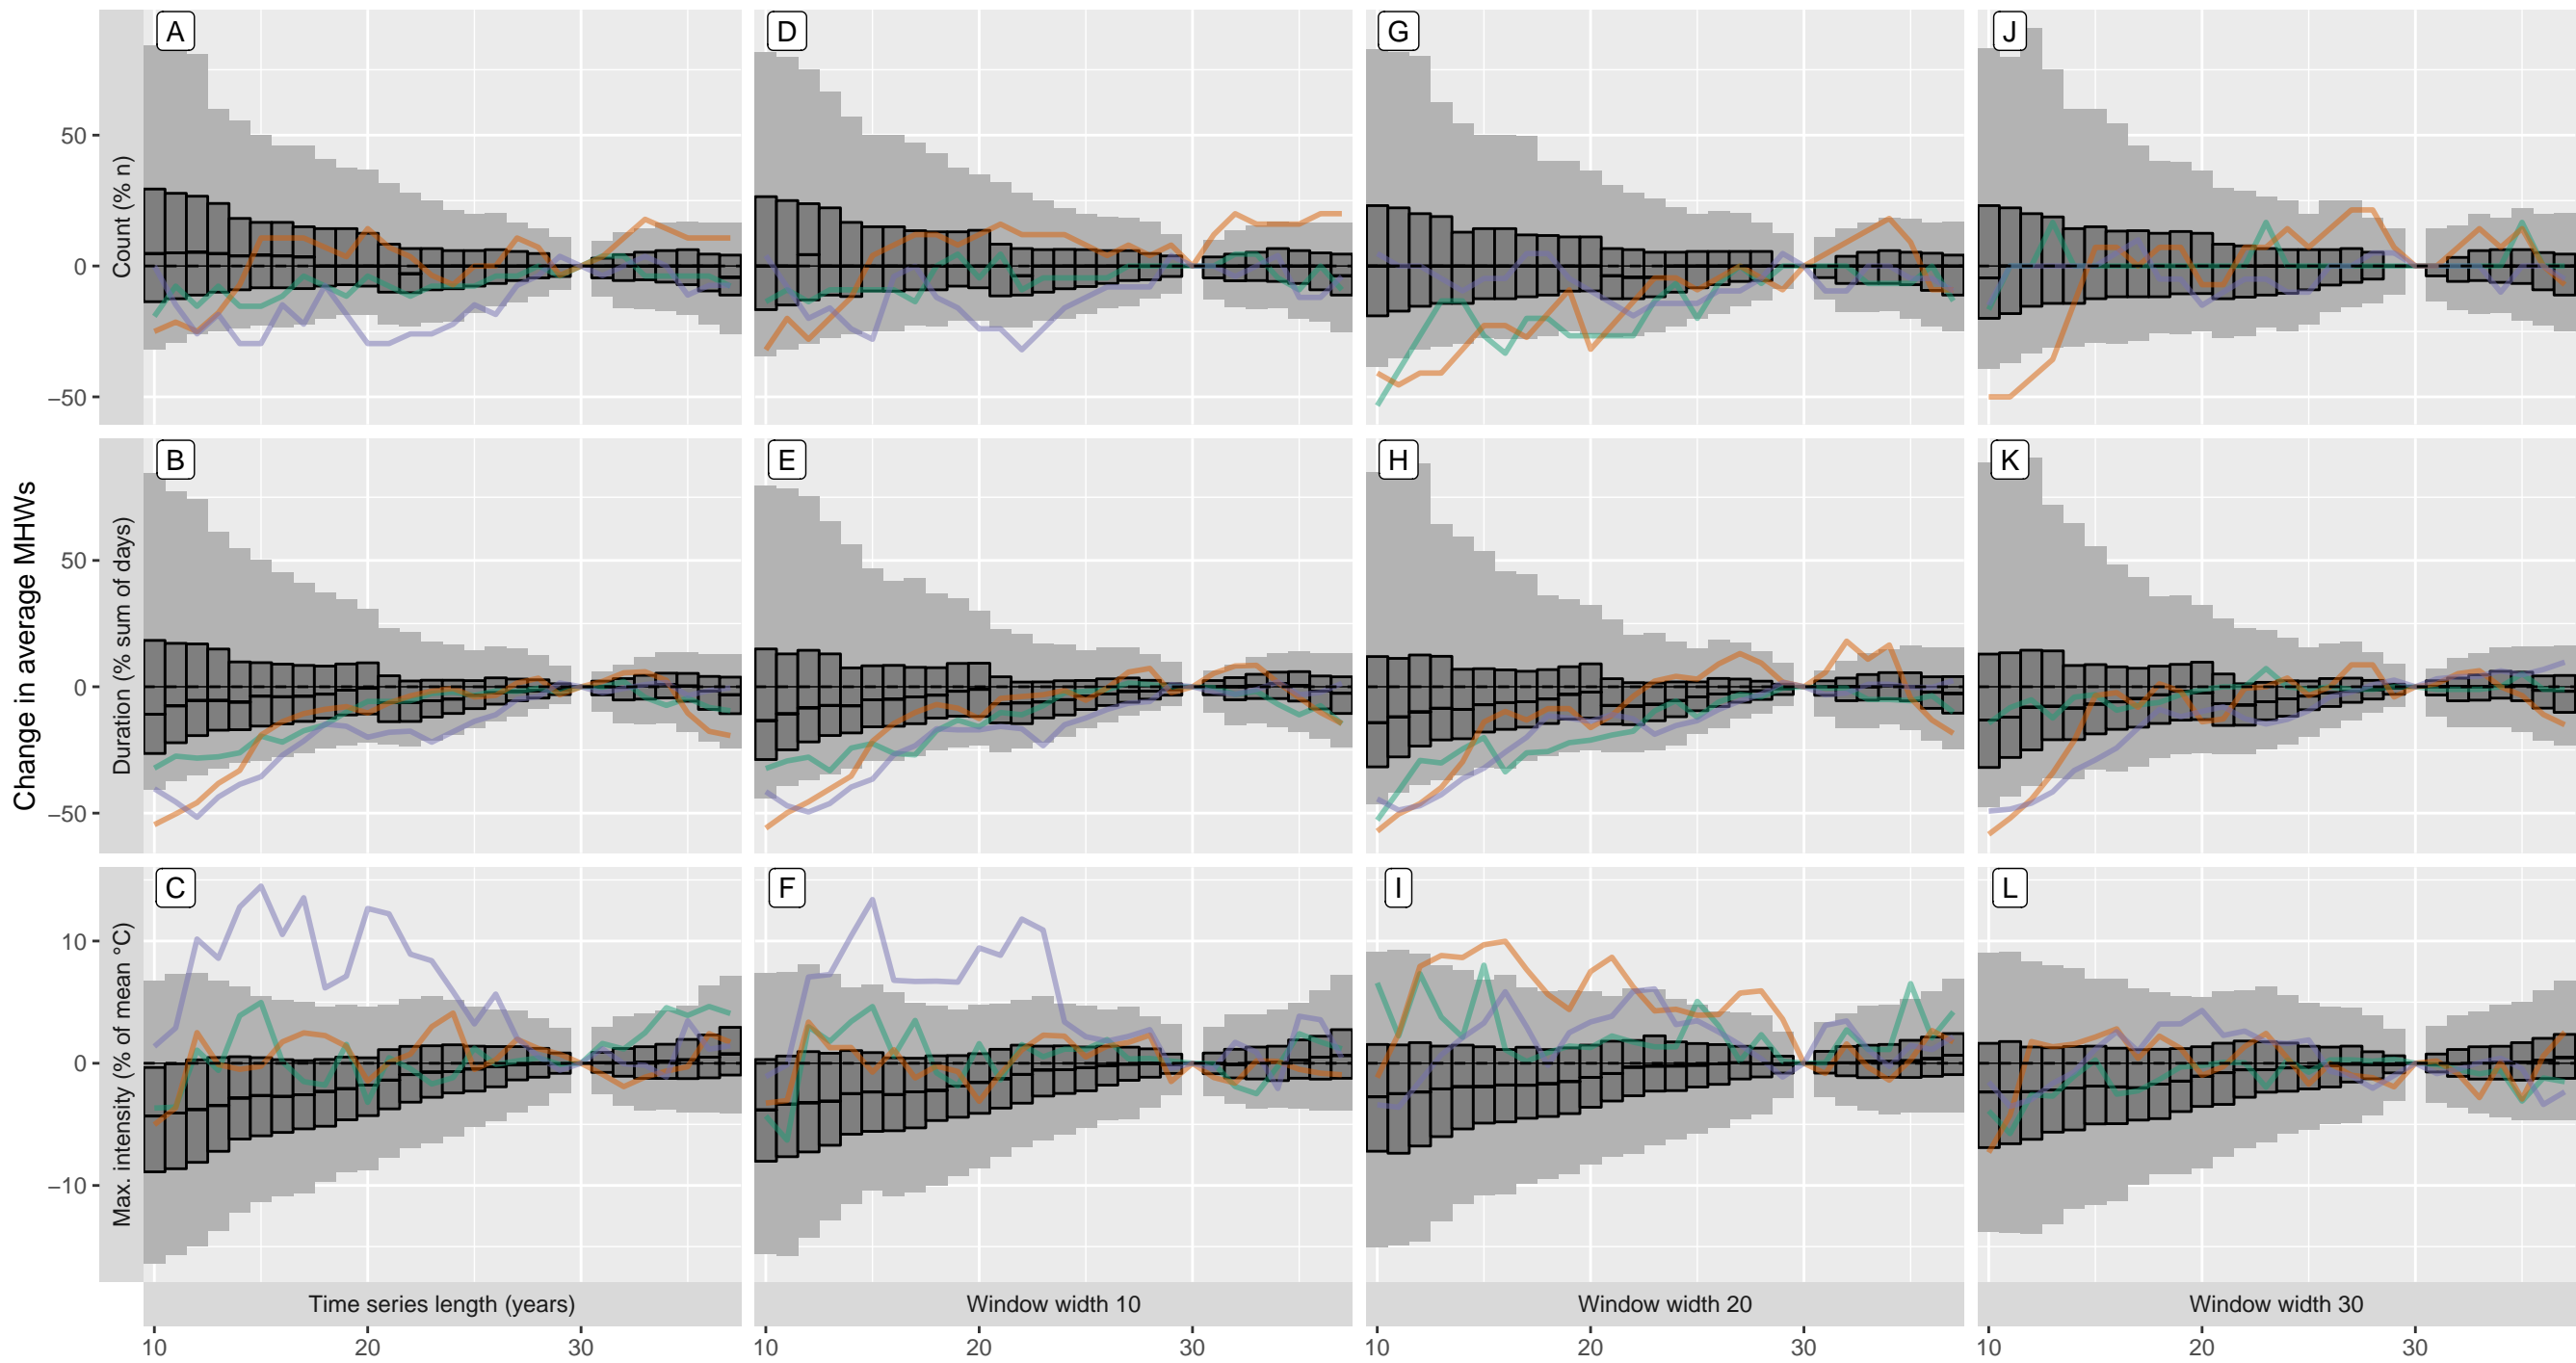 A
D
G
J
50
0
−50
Count (% n)
B
E
H
K
Change in average MHWs
50
0
−50
Duration (% sum of days)
C
F
I
L
10
0
−10
Max. intensity (% of mean °C)
Time series length (years)
Window width 10
Window width 20
Window width 30
10 20 30
10 20 30
10 20 30
10 20 30